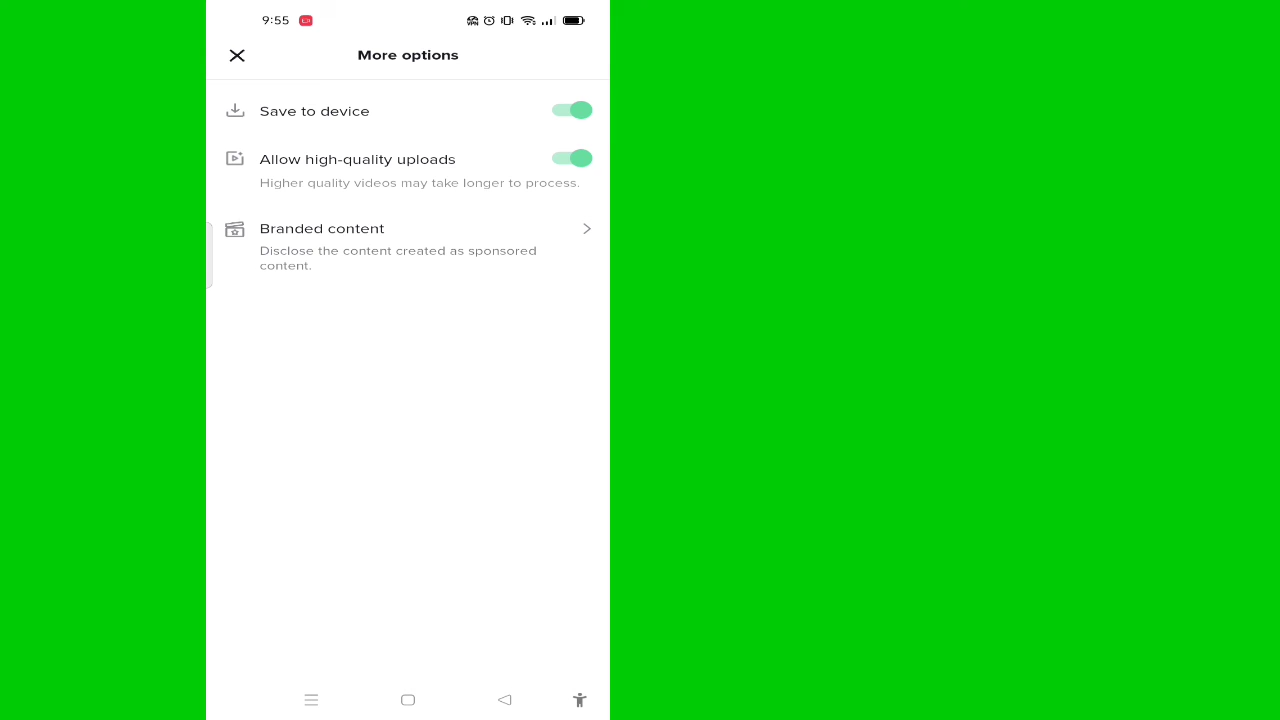 9:55
More options
Save to device
Allow high-quality uploads
Higher quality videos may take longer to process.
Branded content
Disclose the content created as sponsored
content.